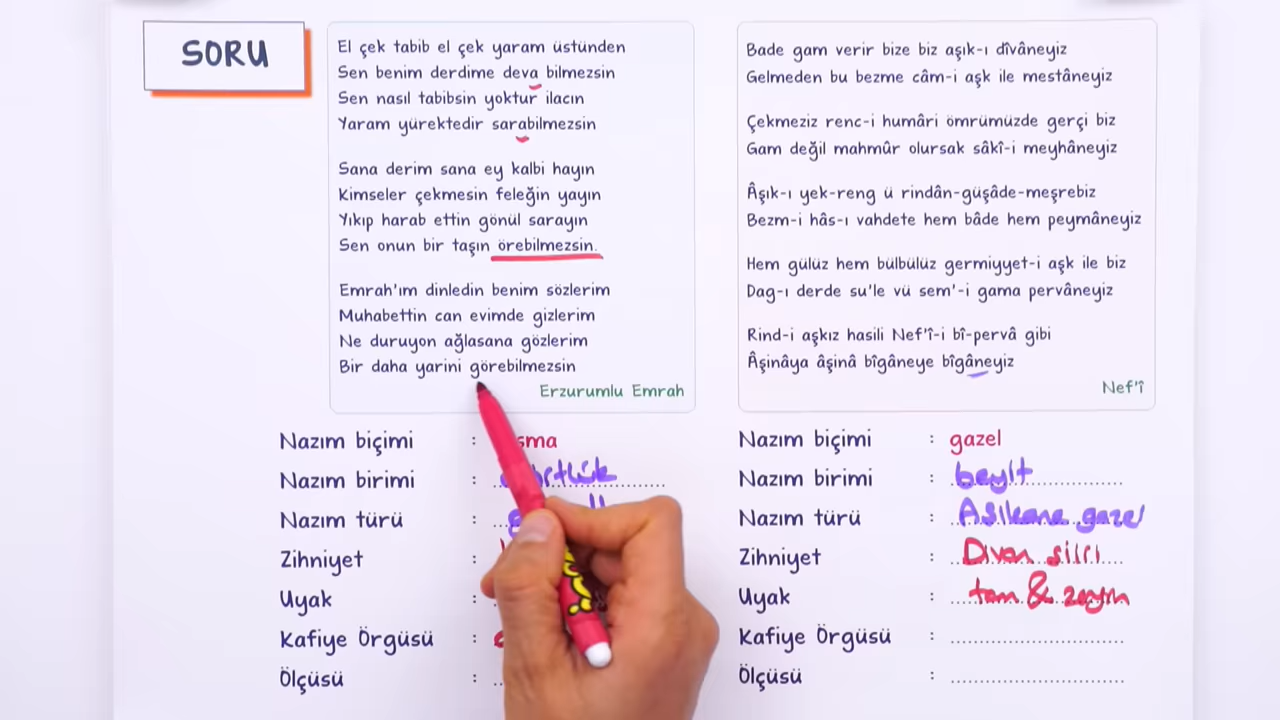 SORU
El çek tabib el çek yaram üstünden
Sen benim derdime deva bilmezsin
Sen nasıl tabibsin yoktur ilacın
Yaram yürektedir sarabilmezsin
Sana derim sana ey kalbi hayın
Kimseler çekmesin feleğin yayın
Yıkıp harab ettin gönül sarayın
Sen onun bir taşın örebilmezsin.
Emrah'ım dinledin benim sözlerim
Muhabettin can evimde gizlerim
Ne duruyon ağlasana gözlerim
Bir daha yarini görebilmezsin
Erzurumlu Emrah
Bade gam verir bize biz aşık-ı dîvâneyiz
Gelmeden bu bezme câm-i aşk ile mestâneyiz
Çekmeziz renc-i humâri ömrümüzde gerçi biz
Gam değil mahmûr olursak sâkî-i meyhâneyiz
Âşık-ı yek-reng ü rindân-güşâde-meşrebiz
Bezm-i hâs-ı vahdete hem bâde hem peymâneyiz
Hem gülüz hem bülbülüz germiyyet-i aşk ile biz
Dag-ı derde su'le vü sem'-i gama pervâneyiz
Rind-i aşkız hasili Nef'î-i bî-pervâ gibi
Âşinâya âşinâ bîgâneye bîgâneyiz
Nef'î
Nazım biçimi :
Nazım birimi :
Nazım türü :
Zihniyet :
Uyak :
Kafiye Örgüsü :
Ölçüsü :
Nazım biçimi : gazel
Nazım birimi : beyit
Nazım türü : Aşıkane gazel
Zihniyet : Divan şiiri
Uyak : tam & zengin
Kafiye Örgüsü :
Ölçüsü :